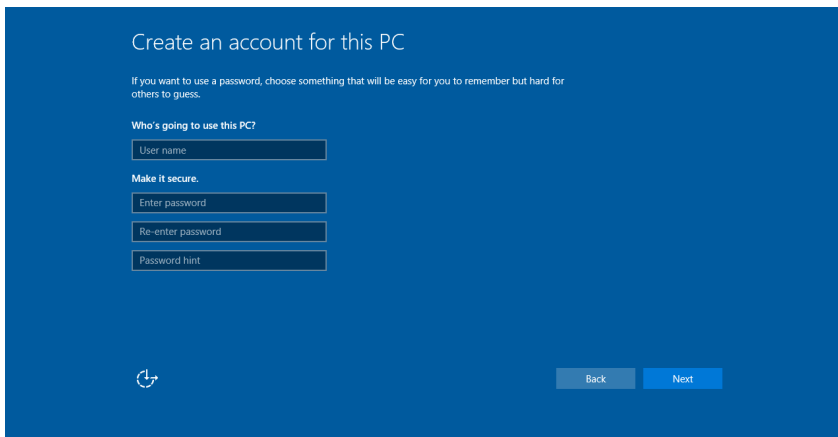 Create an account for this PC
If you want to use a password, choose something that will be easy for you to remember but hard for
others to guess.
Who's going to use this PC?
User name
Make it secure.
Enter password
Re-enter password
Password hint
Back
Next